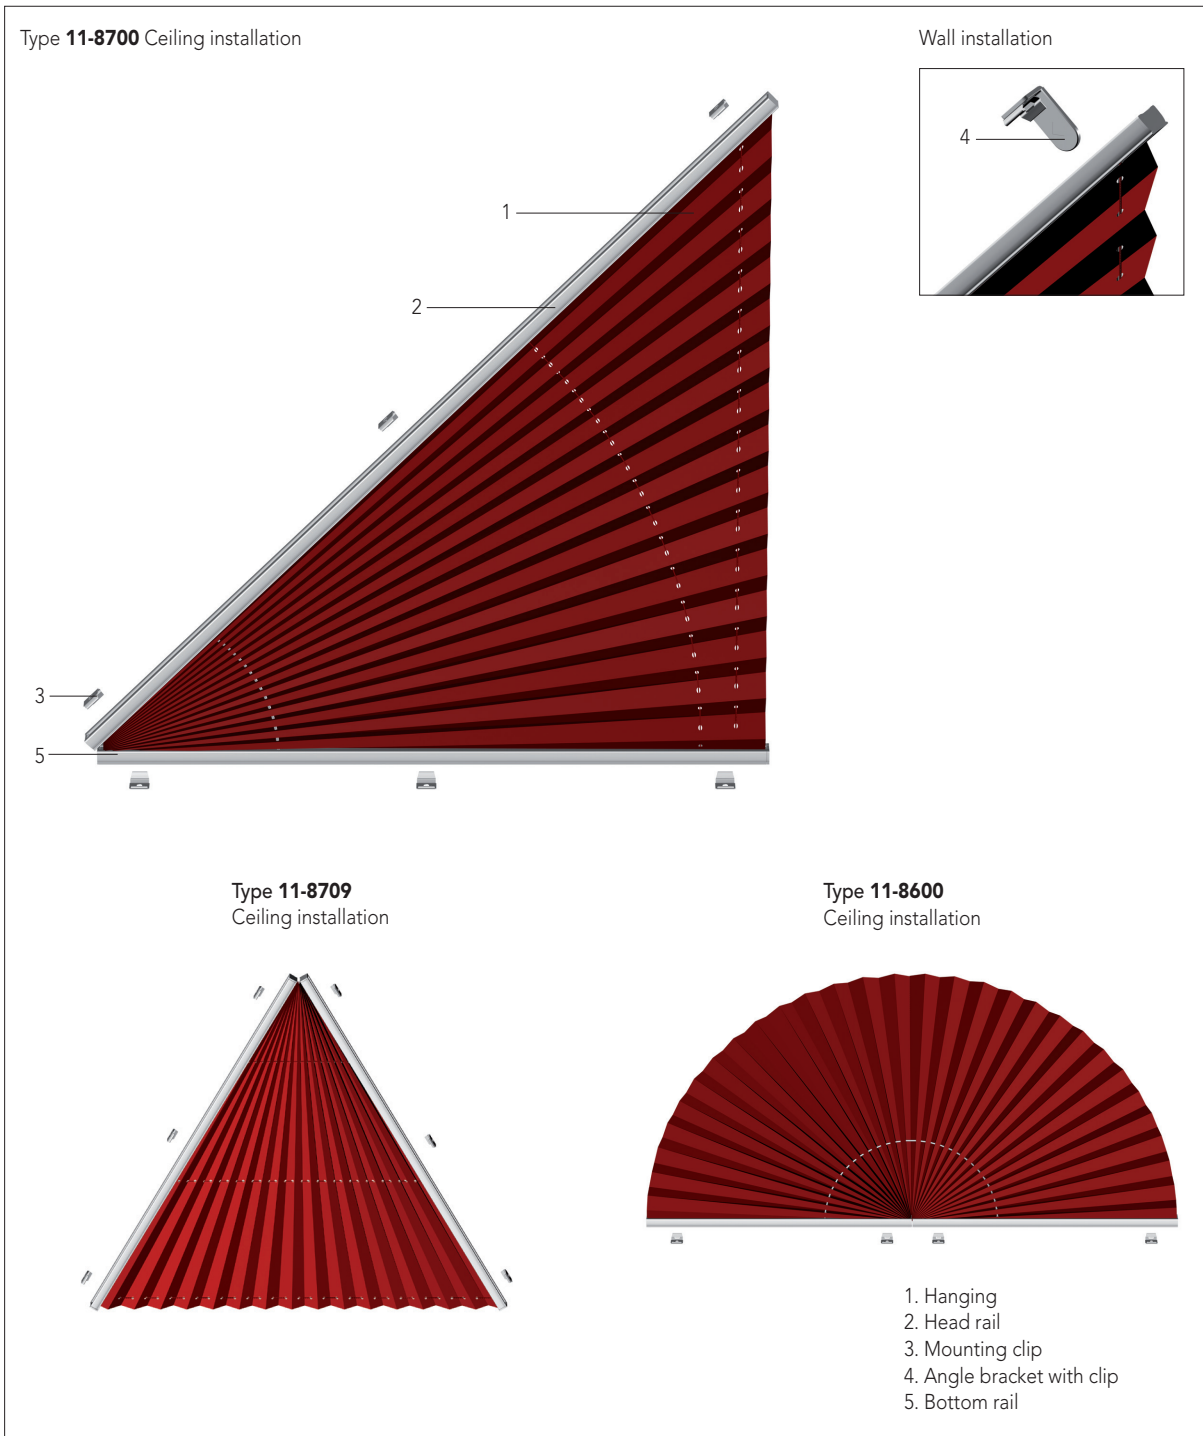 Type 11-8700 Ceiling installation
Wall installation
4
1
2
3
5
Type 11-8709
Ceiling installation
Type 11-8600
Ceiling installation
1. Hanging
2. Head rail
3. Mounting clip
4. Angle bracket with clip
5. Bottom rail